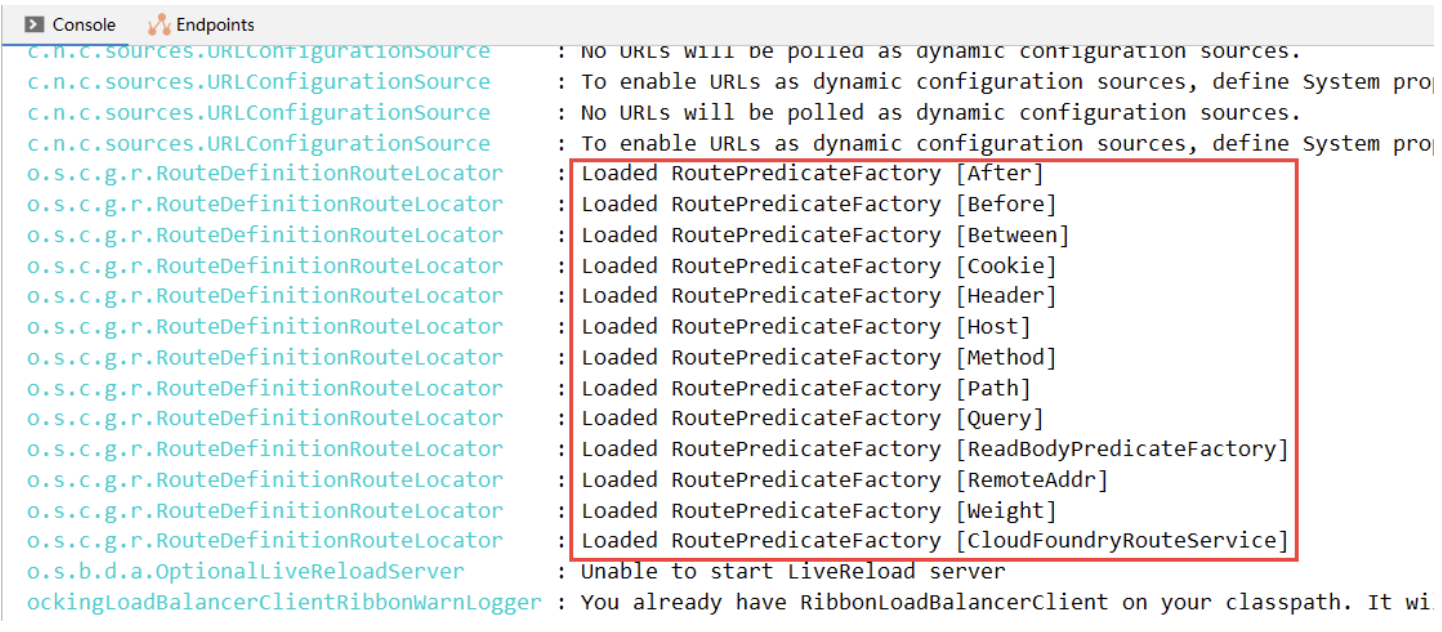 Console Endpoints
c.n.c.sources.URLConfigurationSource : No URLs will be polled as dynamic configuration sources.
c.n.c.sources.URLConfigurationSource : To enable URLs as dynamic configuration sources, define System
c.n.c.sources.URLConfigurationSource : No URLs will be polled as dynamic configuration sources.
c.n.c.sources.URLConfigurationSource : To enable URLs as dynamic configuration sources, define System
o.s.c.g.r.RouteDefinitionRouteLocator : Loaded RoutePredicateFactory [After]
o.s.c.g.r.RouteDefinitionRouteLocator : Loaded RoutePredicateFactory [Before]
o.s.c.g.r.RouteDefinitionRouteLocator : Loaded RoutePredicateFactory [Between]
o.s.c.g.r.RouteDefinitionRouteLocator : Loaded RoutePredicateFactory [Cookie]
o.s.c.g.r.RouteDefinitionRouteLocator : Loaded RoutePredicateFactory [Header]
o.s.c.g.r.RouteDefinitionRouteLocator : Loaded RoutePredicateFactory [Host]
o.s.c.g.r.RouteDefinitionRouteLocator : Loaded RoutePredicateFactory [Method]
o.s.c.g.r.RouteDefinitionRouteLocator : Loaded RoutePredicateFactory [Path]
o.s.c.g.r.RouteDefinitionRouteLocator : Loaded RoutePredicateFactory [Query]
o.s.c.g.r.RouteDefinitionRouteLocator : Loaded RoutePredicateFactory [ReadBodyPredicateFactory]
o.s.c.g.r.RouteDefinitionRouteLocator : Loaded RoutePredicateFactory [RemoteAddr]
o.s.c.g.r.RouteDefinitionRouteLocator : Loaded RoutePredicateFactory [Weight]
o.s.c.g.r.RouteDefinitionRouteLocator : Loaded RoutePredicateFactory [CloudFoundryRouteService]
o.s.b.d.a.OptionalLiveReloadServer : Unable to start LiveReload server
ockingLoadBalancerClientRibbonWarnLogger : You already have RibbonLoadBalancerClient on your classpath. It